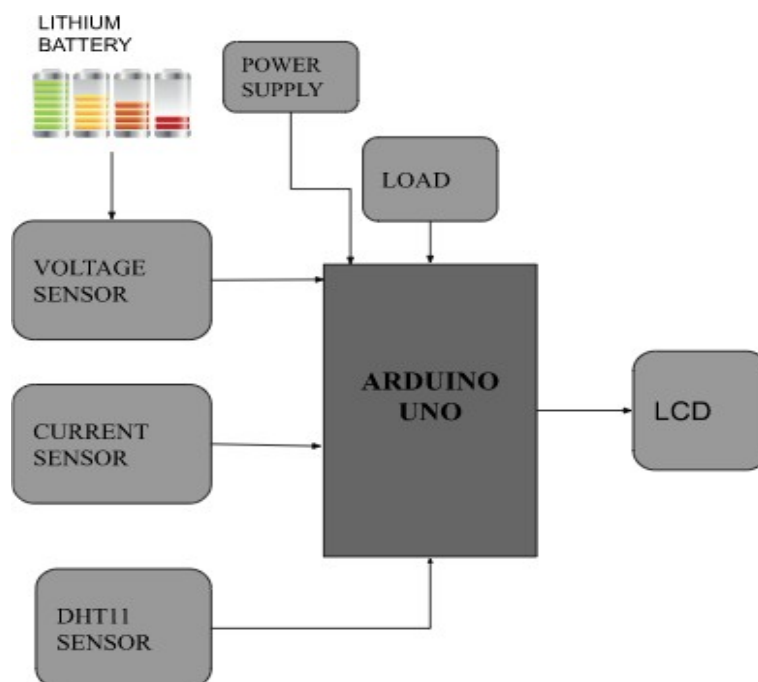 LITHIUM
BATTERY
POWER
SUPPLY
LOAD
VOLTAGE
SENSOR
ARDUINO
UNO
LCD
CURRENT
SENSOR
DHT11
SENSOR